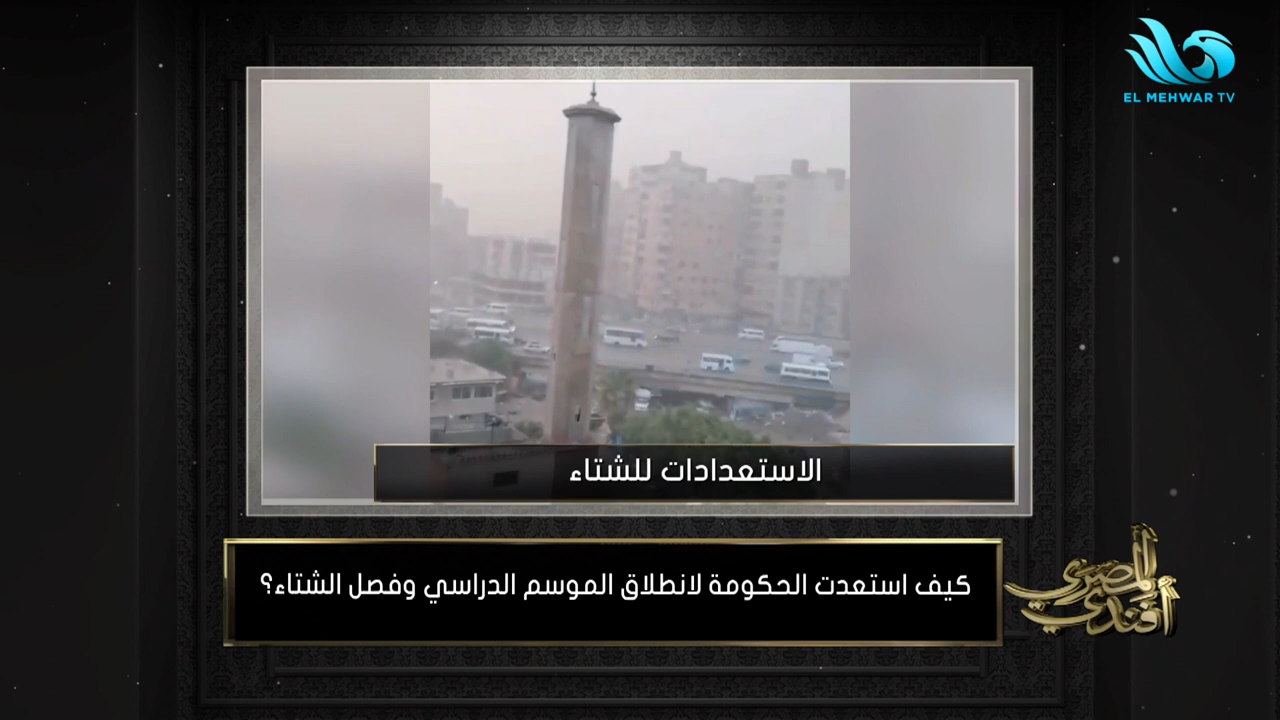 EL MEHWAR TV
الاستعدادات للشتاء
كيف استعدت الحكومة لانطلاق الموسم الدراسي وفصل الشتاء؟
المصري
أفندي